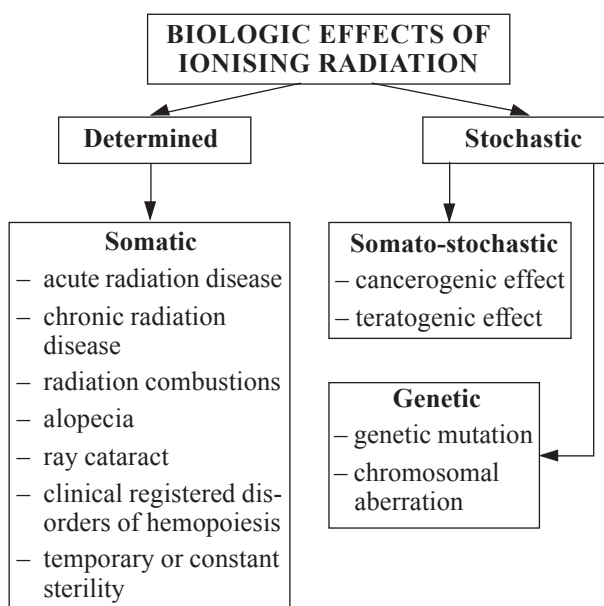 BIOLOGIC EFFECTS OF
IONISING RADIATION
Determined
Stochastic
Somatic
– acute radiation disease
– chronic radiation
disease
– radiation combustions
– alopecia
– ray cataract
– clinical registered dis-
orders of hemopoiesis
– temporary or constant
sterility
Somato-stochastic
– cancerogenic effect
– teratogenic effect
Genetic
– genetic mutation
– chromosomal
aberration